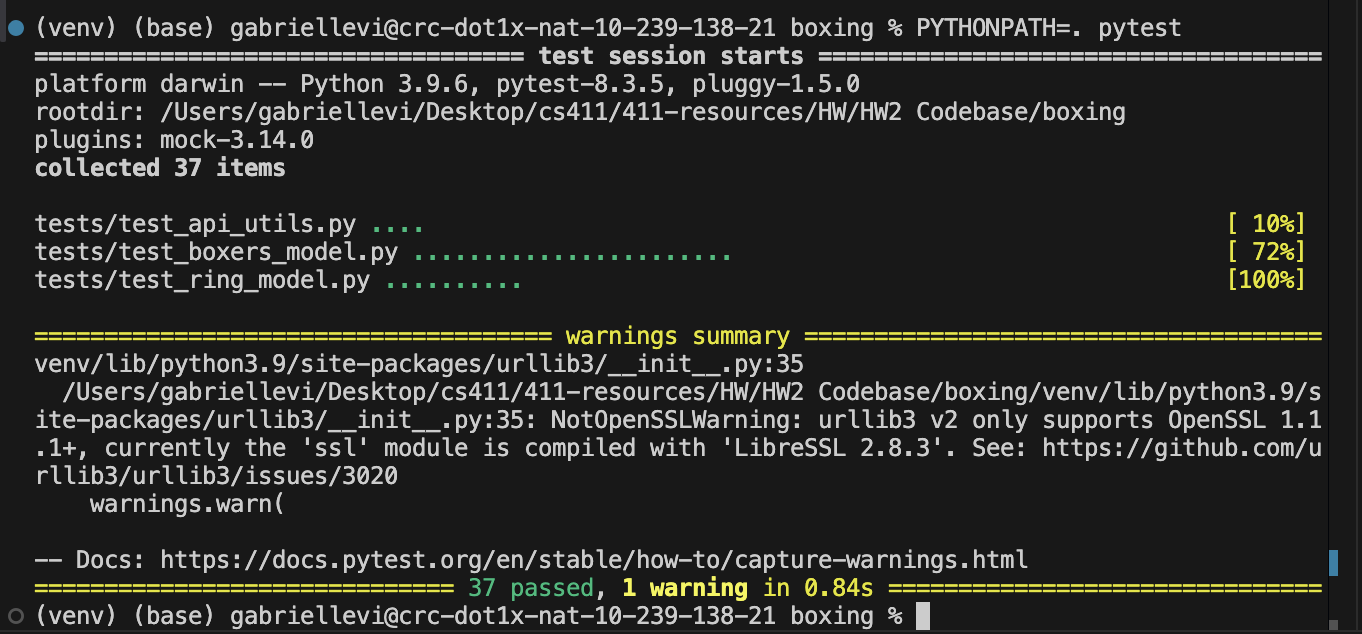 (venv) (base) gabriellevi@crc-dot1x-nat-10-239-138-21 boxing % PYTHONPATH=. pytest
=================================== test session starts ====================================
platform darwin -- Python 3.9.6, pytest-8.3.5, pluggy-1.5.0
rootdir: /Users/gabriellevi/Desktop/cs411/411-resources/HW/HW2 Codebase/boxing
plugins: mock-3.14.0
collected 37 items
tests/test_api_utils.py .... [ 10%]
tests/test_boxers_model.py ....................... [ 72%]
tests/test_ring_model.py .......... [100%]
===================================== warnings summary =====================================
venv/lib/python3.9/site-packages/urllib3/__init__.py:35
/Users/gabriellevi/Desktop/cs411/411-resources/HW/HW2 Codebase/boxing/venv/lib/python3.9/s
ite-packages/urllib3/__init__.py:35: NotOpenSSLWarning: urllib3 v2 only supports OpenSSL 1.1
.1+, currently the 'ssl' module is compiled with 'LibreSSL 2.8.3'. See: https://github.com/u
rllib3/urllib3/issues/3020
warnings.warn(
-- Docs: https://docs.pytest.org/en/stable/how-to/capture-warnings.html
============================== 37 passed, 1 warning in 0.84s ===============================
(venv) (base) gabriellevi@crc-dot1x-nat-10-239-138-21 boxing %